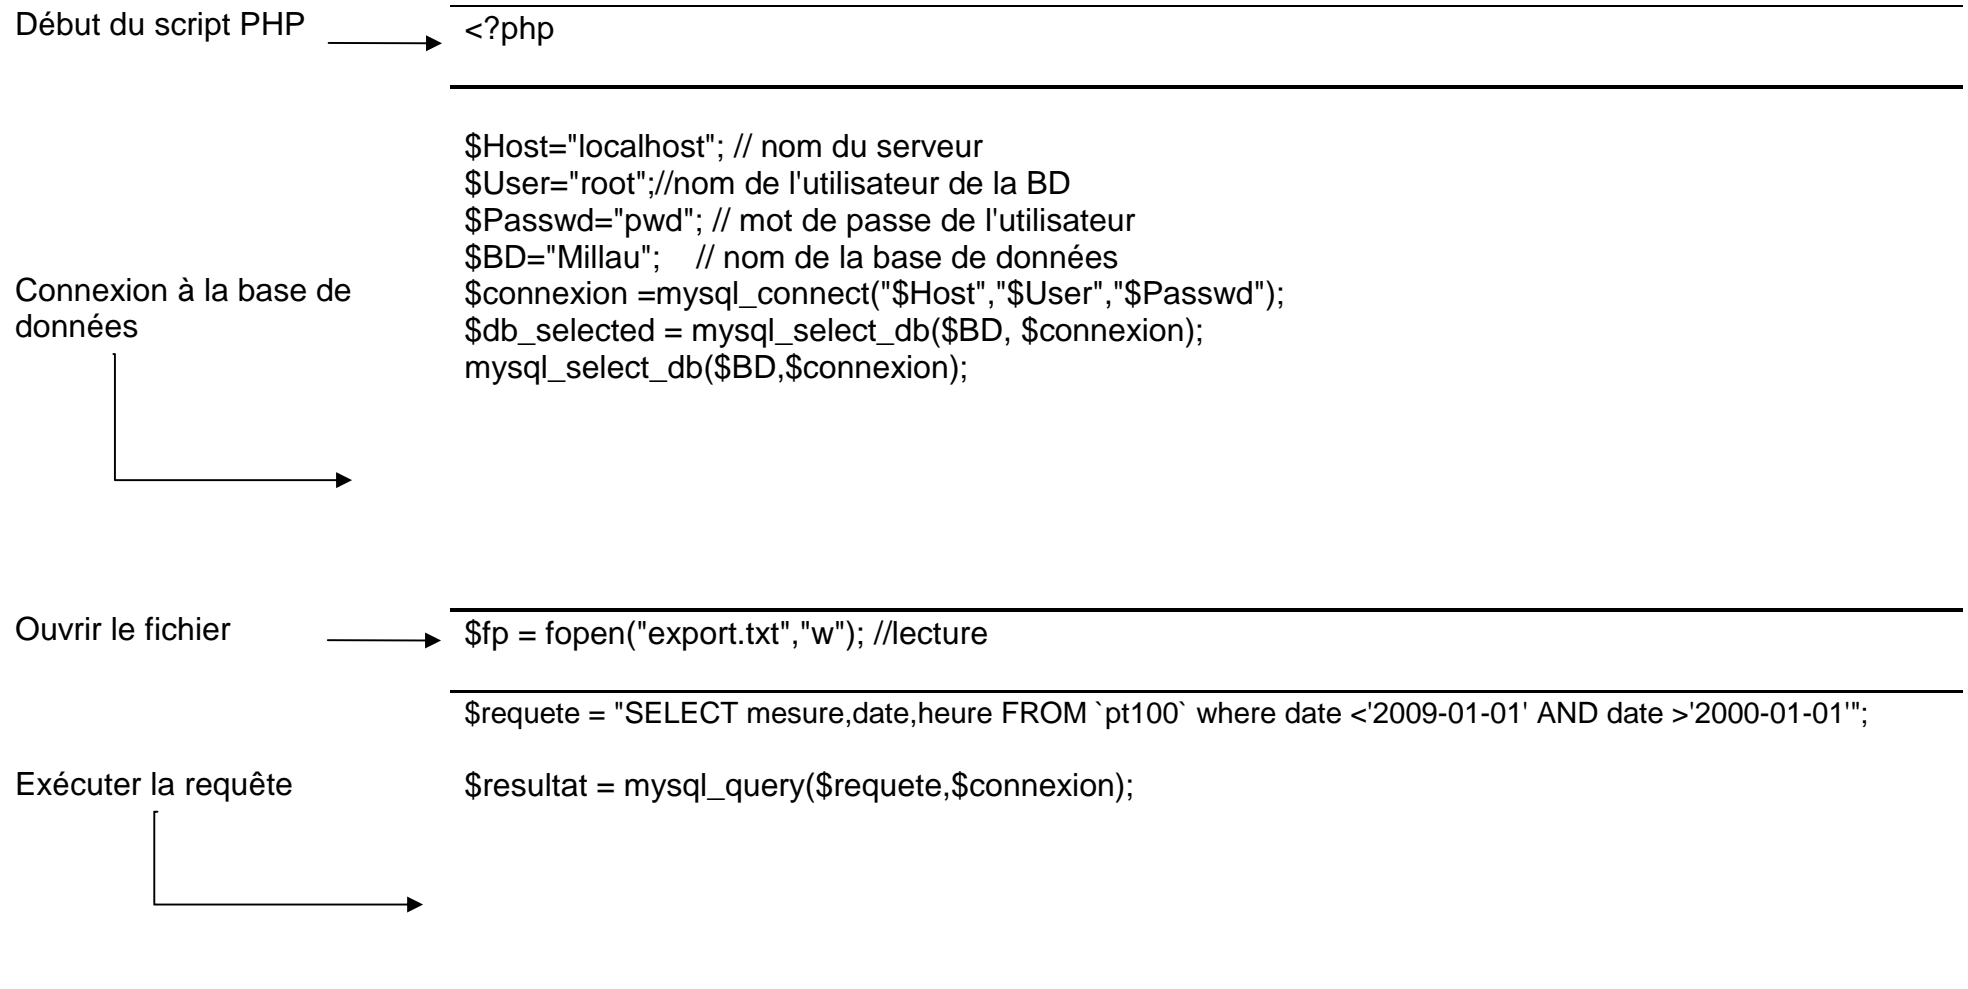 Début du script PHP
<?php
$Host="localhost"; // nom du serveur
$User="root";//nom de l'utilisateur de la BD
$Passwd="pwd"; // mot de passe de l'utilisateur
$BD="Millau"; // nom de la base de données
Connexion à la base de
données
$connexion =mysql_connect("$Host","$User","$Passwd");
$db_selected = mysql_select_db($BD, $connexion);
mysql_select_db($BD,$connexion);
Ouvrir le fichier
$fp = fopen("export.txt","w"); //lecture
$requete = "SELECT mesure,date,heure FROM `pt100` where date <'2009-01-01' AND date >'2000-01-01'";
Exécuter la requête
$resultat = mysql_query($requete,$connexion);